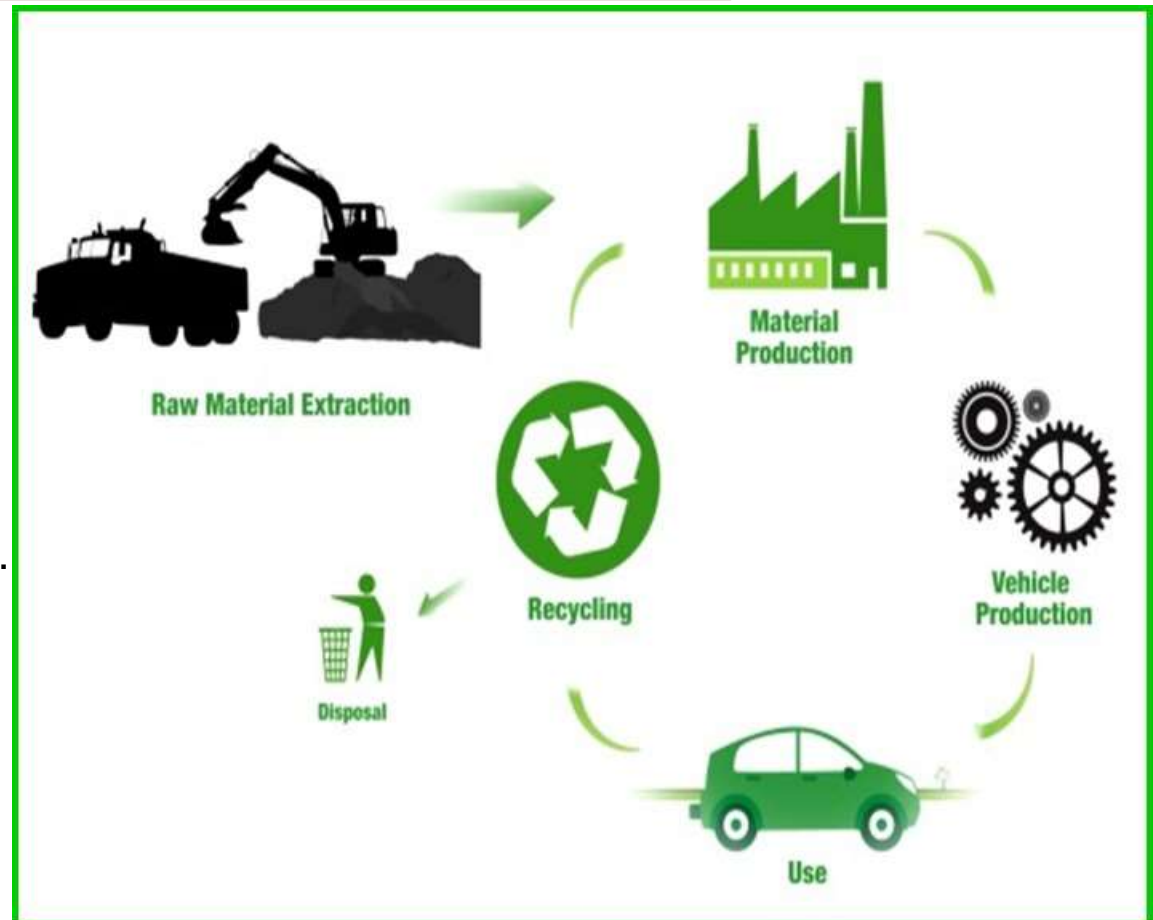 Raw Material Extraction
Material
Production
Vehicle
Production
Use
Recycling
Disposal
.